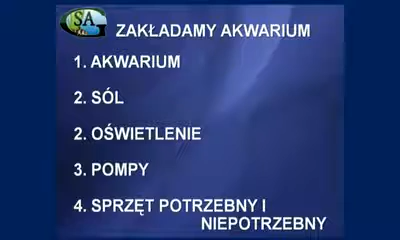 SA
ZAKŁADAMY AKWARIUM
1. AKWARIUM
2. SÓL
2. OŚWIETLENIE
3. POMPY
4. SPRZĘT POTRZEBNY I
NIEPOTRZEBNY